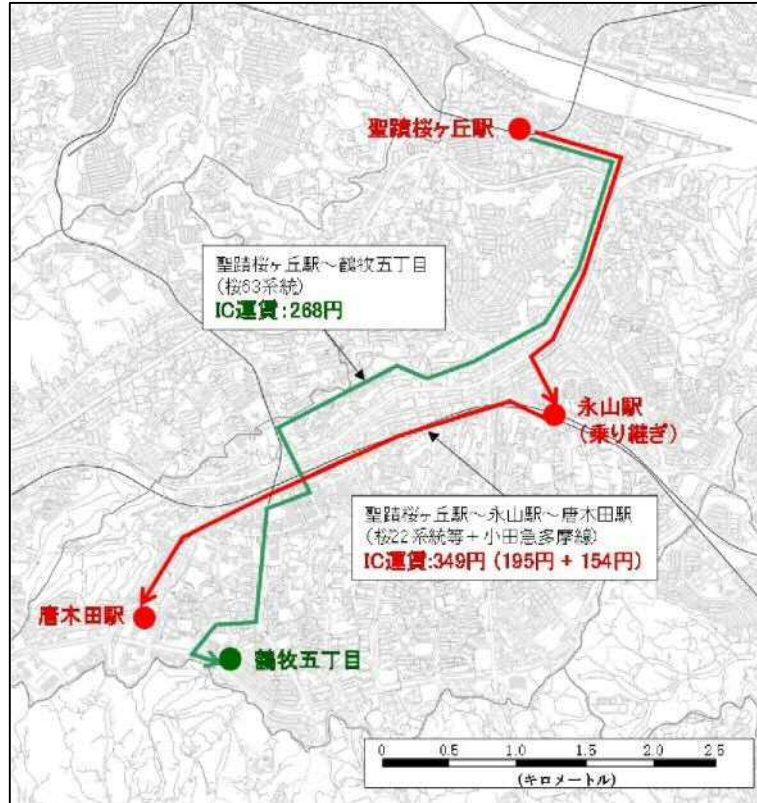 聖蹟桜ヶ丘駅
聖蹟桜ヶ丘駅～鶴牧五丁目
(桜63系統)
IC運賃:268円
永山駅
(乗り継ぎ)
聖蹟桜ヶ丘駅～永山駅～唐木田駅
(桜22系統等+小田急多摩線)
IC運賃:349円 (195円 + 154円)
唐木田駅
鶴牧五丁目
0 0.5 1.0 1.5 2.0 2.5
(キロメートル)